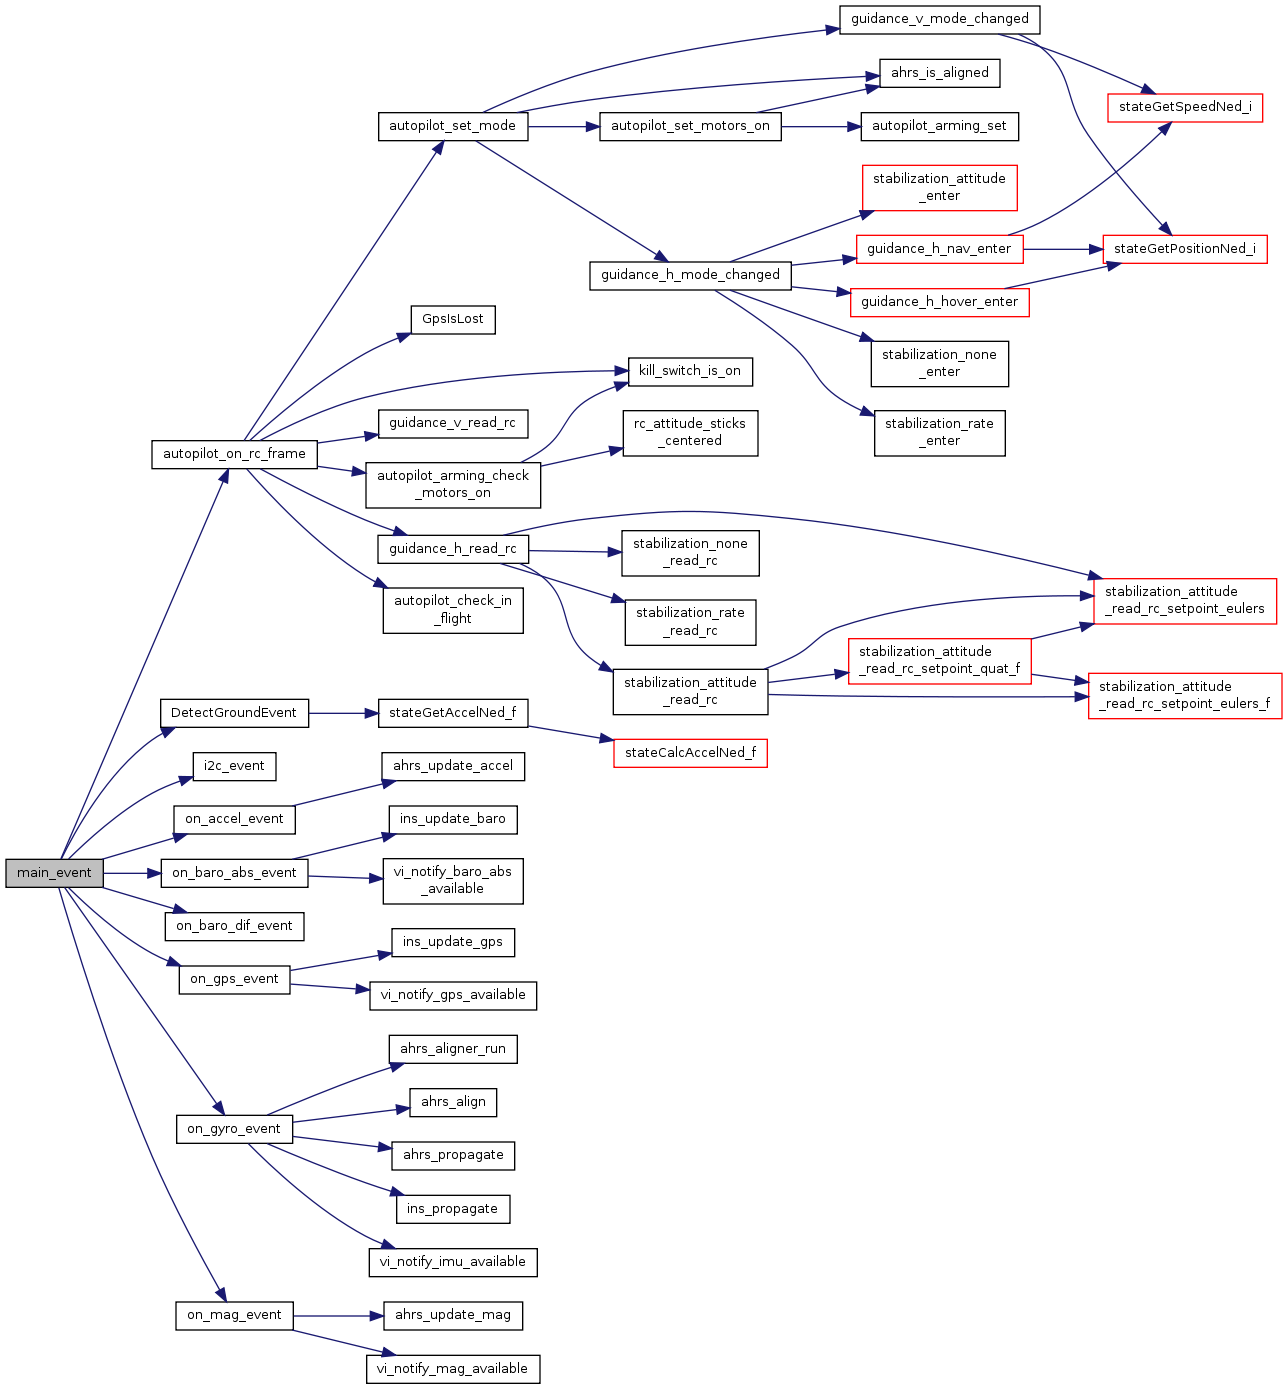 guidance_v_mode_changed
ahrs_is_aligned
stateGetSpeedNed_i
autopilot_set_mode
autopilot_set_motors_on
autopilot_arming_set
stabilization_attitude
_enter
guidance_h_nav_enter
stateGetPositionNed_i
guidance_h_mode_changed
guidance_h_hover_enter
GpsIsLost
stabilization_none
_enter
kill_switch_is_on
guidance_v_read_rc
rc_attitude_sticks
_centered
stabilization_rate
_enter
autopilot_on_rc_frame
autopilot_arming_check
_motors_on
guidance_h_read_rc
stabilization_none
_read_rc
autopilot_check_in
_flight
stabilization_rate
_read_rc
stabilization_attitude
_read_rc_setpoint_eulers
stabilization_attitude
_read_rc_setpoint_quat_f
stabilization_attitude
_read_rc
stabilization_attitude
_read_rc_setpoint_eulers_f
DetectGroundEvent
stateGetAccelNed_f
stateCalcAccelNed_f
i2c_event
ahrs_update_accel
on_accel_event
ins_update_baro
main_event
on_baro_abs_event
vi_notify_baro_abs
_available
on_baro_dif_event
ins_update_gps
on_gps_event
vi_notify_gps_available
ahrs_aligner_run
ahrs_align
on_gyro_event
ahrs_propagate
ins_propagate
vi_notify_imu_available
on_mag_event
ahrs_update_mag
vi_notify_mag_available